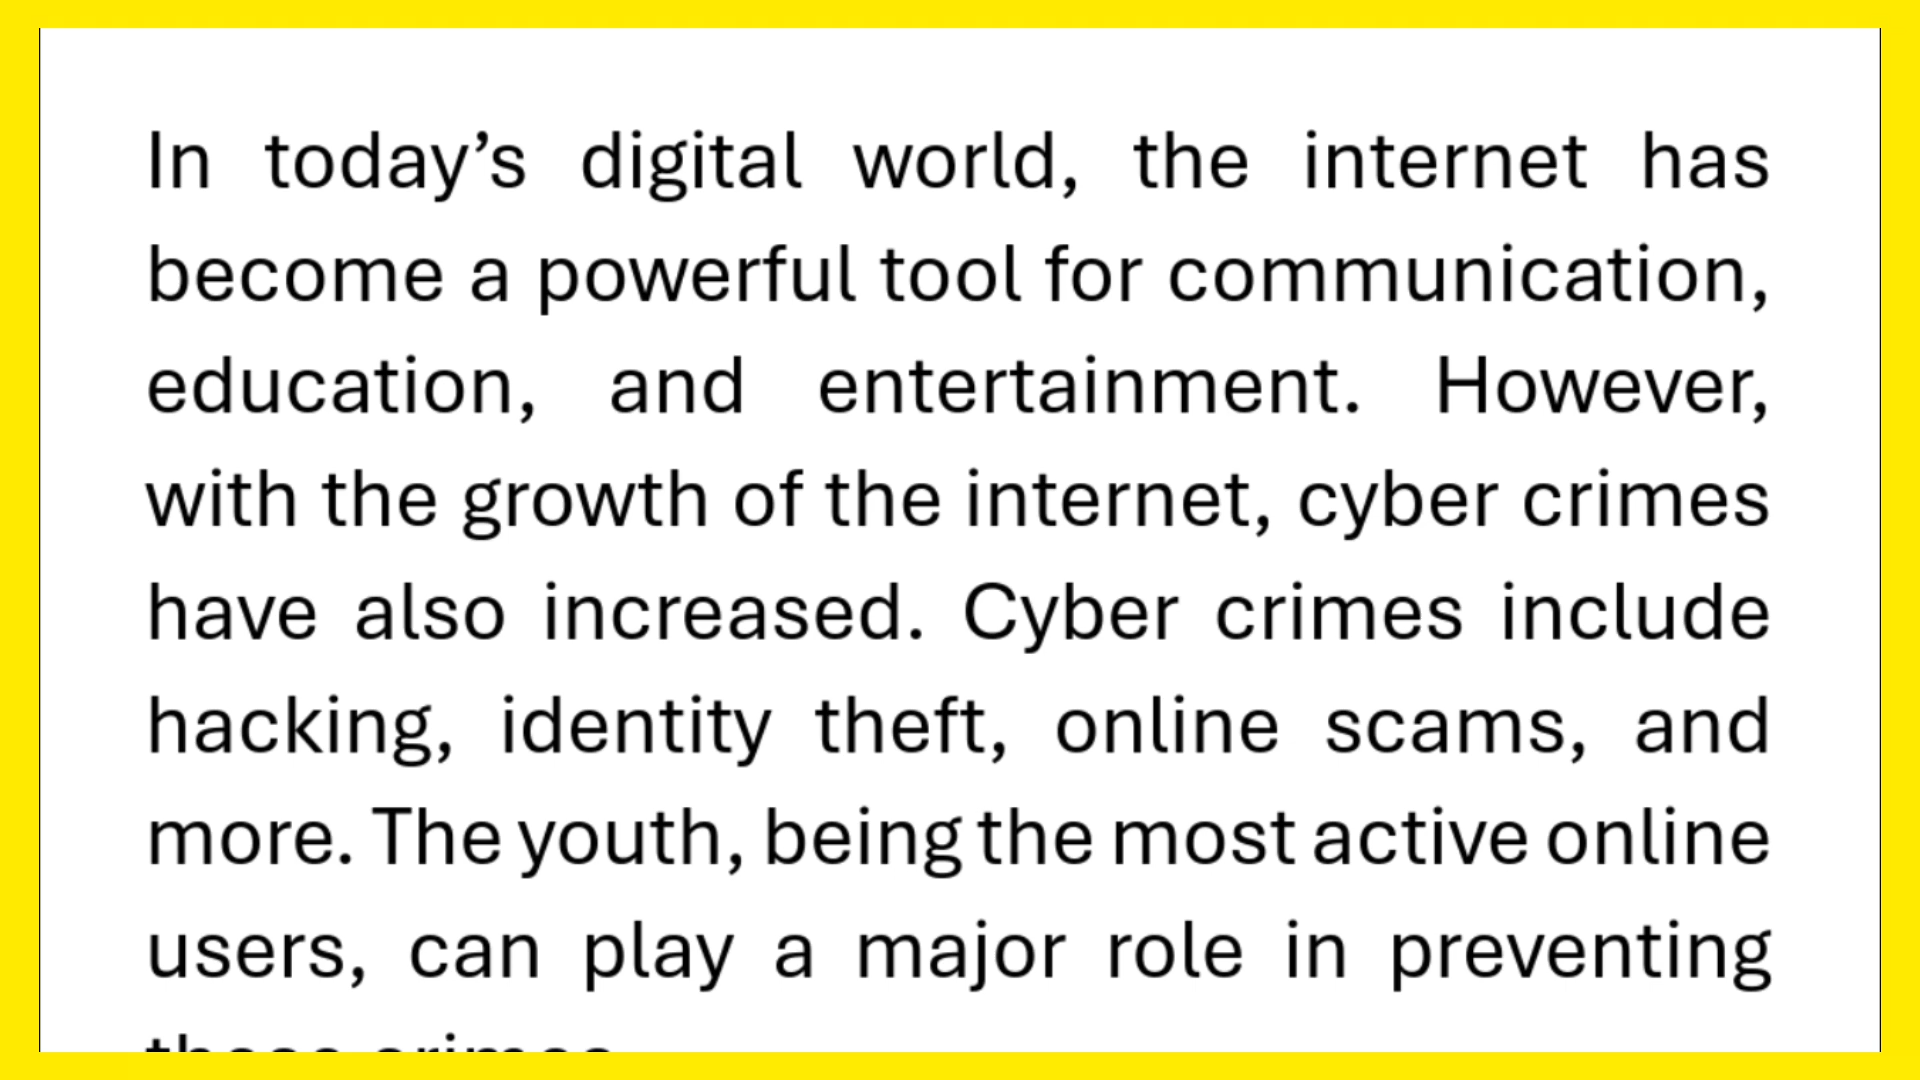 In today’s digital world, the internet has
become a powerful tool for communication,
education, and entertainment. However,
with the growth of the internet, cyber crimes
have also increased. Cyber crimes include
hacking, identity theft, online scams, and
more. The youth, being the most active online
users, can play a major role in preventing